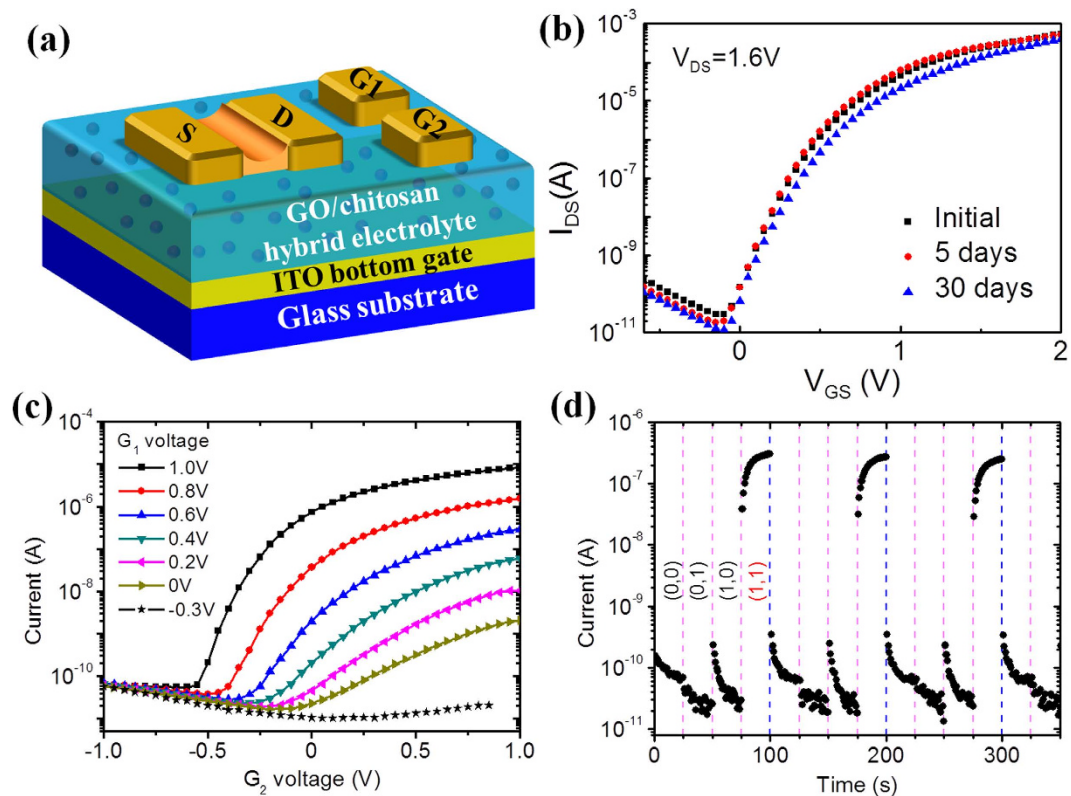 (a)
S
D
G1
G2
GO/chitosan
hybrid electrolyte
ITO bottom gate
Glass substrate
(b)
V_DS=1.6V
10^-3
10^-5
10^-7
10^-9
10^-11
I_DS(A)
Initial
5 days
30 days
0
1
2
V_GS (V)
(c)
G_1 voltage
1.0V
0.8V
0.6V
0.4V
0.2V
0V
-0.3V
10^-4
10^-6
10^-8
10^-10
Current (A)
-1.0
-0.5
0
0.5
1.0
G_2 voltage (V)
(d)
10^-6
10^-7
10^-8
10^-9
10^-10
10^-11
Current (A)
(0,0)
(0,1)
(1,0)
(1,1)
0
100
200
300
Time (s)